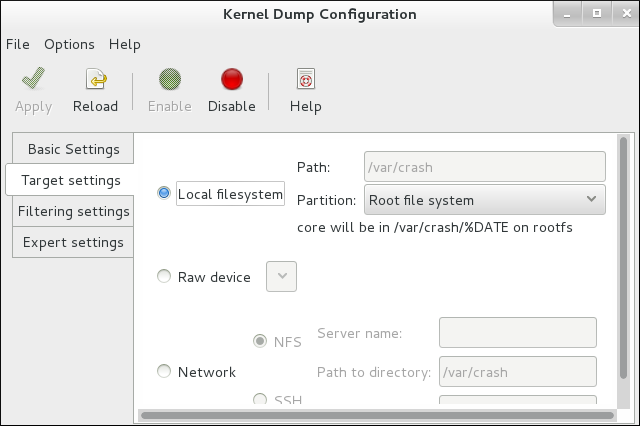 Kernel Dump Configuration
File Options Help
Apply Reload Enable Disable Help
Basic Settings
Target settings
Filtering settings
Expert settings
Local filesystem
Path: /var/crash
Partition: Root file system
core will be in /var/crash/%DATE on rootfs
Raw device
Network
NFS
Server name:
Path to directory: /var/crash
SSH